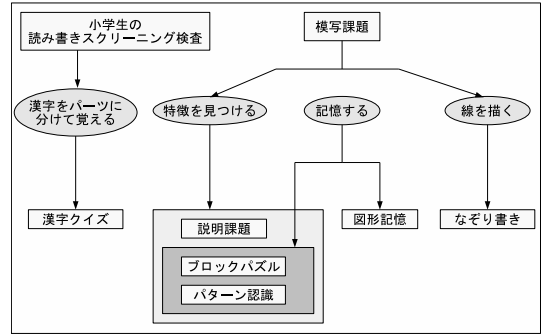 小学生の
読み書きスクリーニング検査
模写課題
漢字をパーツに
分けて覚える
特徴を見つける
記憶する
線を描く
漢字クイズ
説明課題
図形記憶
なぞり書き
ブロックパズル
パターン認識